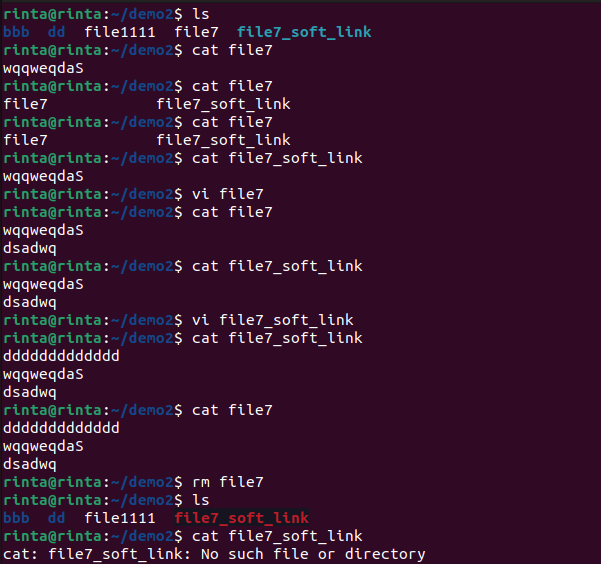 rinta@rinta:~/demo2$ ls
bbb  dd  file1111  file7  file7_soft_link
rinta@rinta:~/demo2$ cat file7
wqqweqdaS
rinta@rinta:~/demo2$ cat file7
file7            file7_soft_link
rinta@rinta:~/demo2$ cat file7
file7            file7_soft_link
rinta@rinta:~/demo2$ cat file7_soft_link
wqqweqdaS
rinta@rinta:~/demo2$ vi file7
rinta@rinta:~/demo2$ cat file7
wqqweqdaS
dsadwq
rinta@rinta:~/demo2$ cat file7_soft_link
wqqweqdaS
dsadwq
rinta@rinta:~/demo2$ vi file7_soft_link
rinta@rinta:~/demo2$ cat file7_soft_link
ddddddddddddd
wqqweqdaS
dsadwq
rinta@rinta:~/demo2$ cat file7
ddddddddddddd
wqqweqdaS
dsadwq
rinta@rinta:~/demo2$ rm file7
rinta@rinta:~/demo2$ ls
bbb  dd  file1111  file7_soft_link
rinta@rinta:~/demo2$ cat file7_soft_link
cat: file7_soft_link: No such file or directory